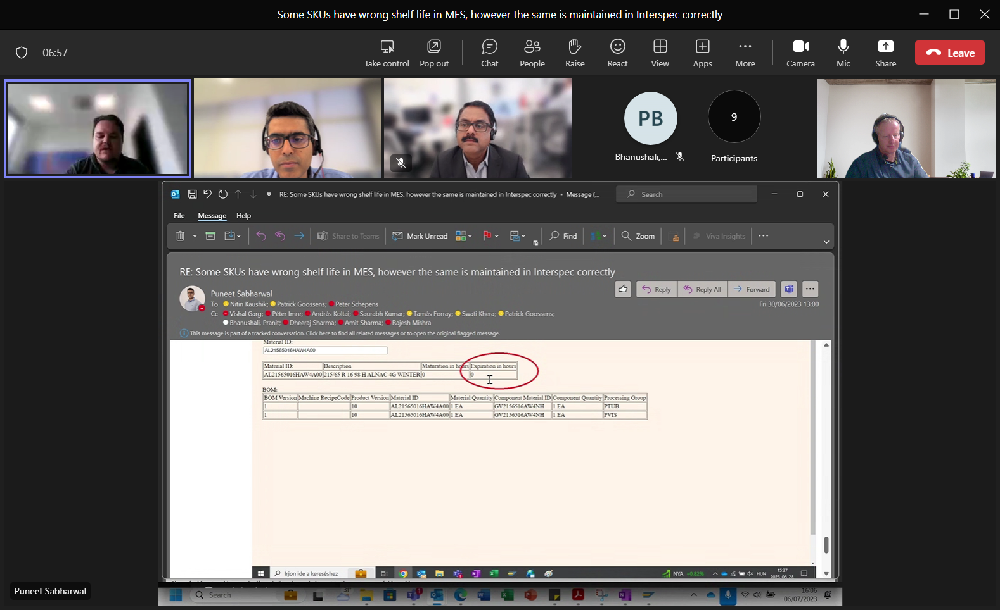 Some SKUs have wrong shelf life in MES, however the same is maintained in Interspec correctly
06:57
Take control
Pop out
Chat
People
Raise
React
View
Apps
More
Camera
Mic
Share
Leave
PB
Bhanushali,...
9
Participants
RE: Some SKUs have wrong shelf life in MES, however the same is maintained in Interspec correctly - Message (...
Search
File
Message
Help
Share to Teams
Mark Unread
Find
Zoom
Viva Insights
RE: Some SKUs have wrong shelf life in MES, however the same is maintained in Interspec correctly
Puneet Sabharwal
Reply
Reply All
Forward
To Nitin Kaushik; Patrick Goossens; Peter Schepens
Fri 30/06/2023 13:00
Cc Vishal Garg; Péter Imre; András Koltai; Saurabh Kumar; Tamás Forray; Swati Khera; Patrick Goossens;
Bhanushali, Pranit; Dheeraj Sharma; Amit Sharma; Rajesh Mishra
This message is part of a tracked conversation. Click here to find all related messages or to open the original flagged message.
Material ID:
AL21565016HAW4A00
Material ID: Description Maturation in hours Expiration in hours
AL21565016HAW4A00 215/65 R 16 98 H ALNAC 4G WINTER 0 0
BOM:
BOM Version Machine RecipeCode Product Version Material ID Material Quantity Component Material ID Component Quantity Processing Group
1 10 AL21565016HAW4A00 1 EA GV2156516AW4NH 1 EA PTUB
1 10 AL21565016HAW4A00 1 EA GV2156516AW4NH 1 EA PVIS
Írjon ide a kereséshez
NYA +0,82%
HUN
15:37
2023. 06. 28.
Puneet Sabharwal
Search
31°
1
16:06
06/07/2023